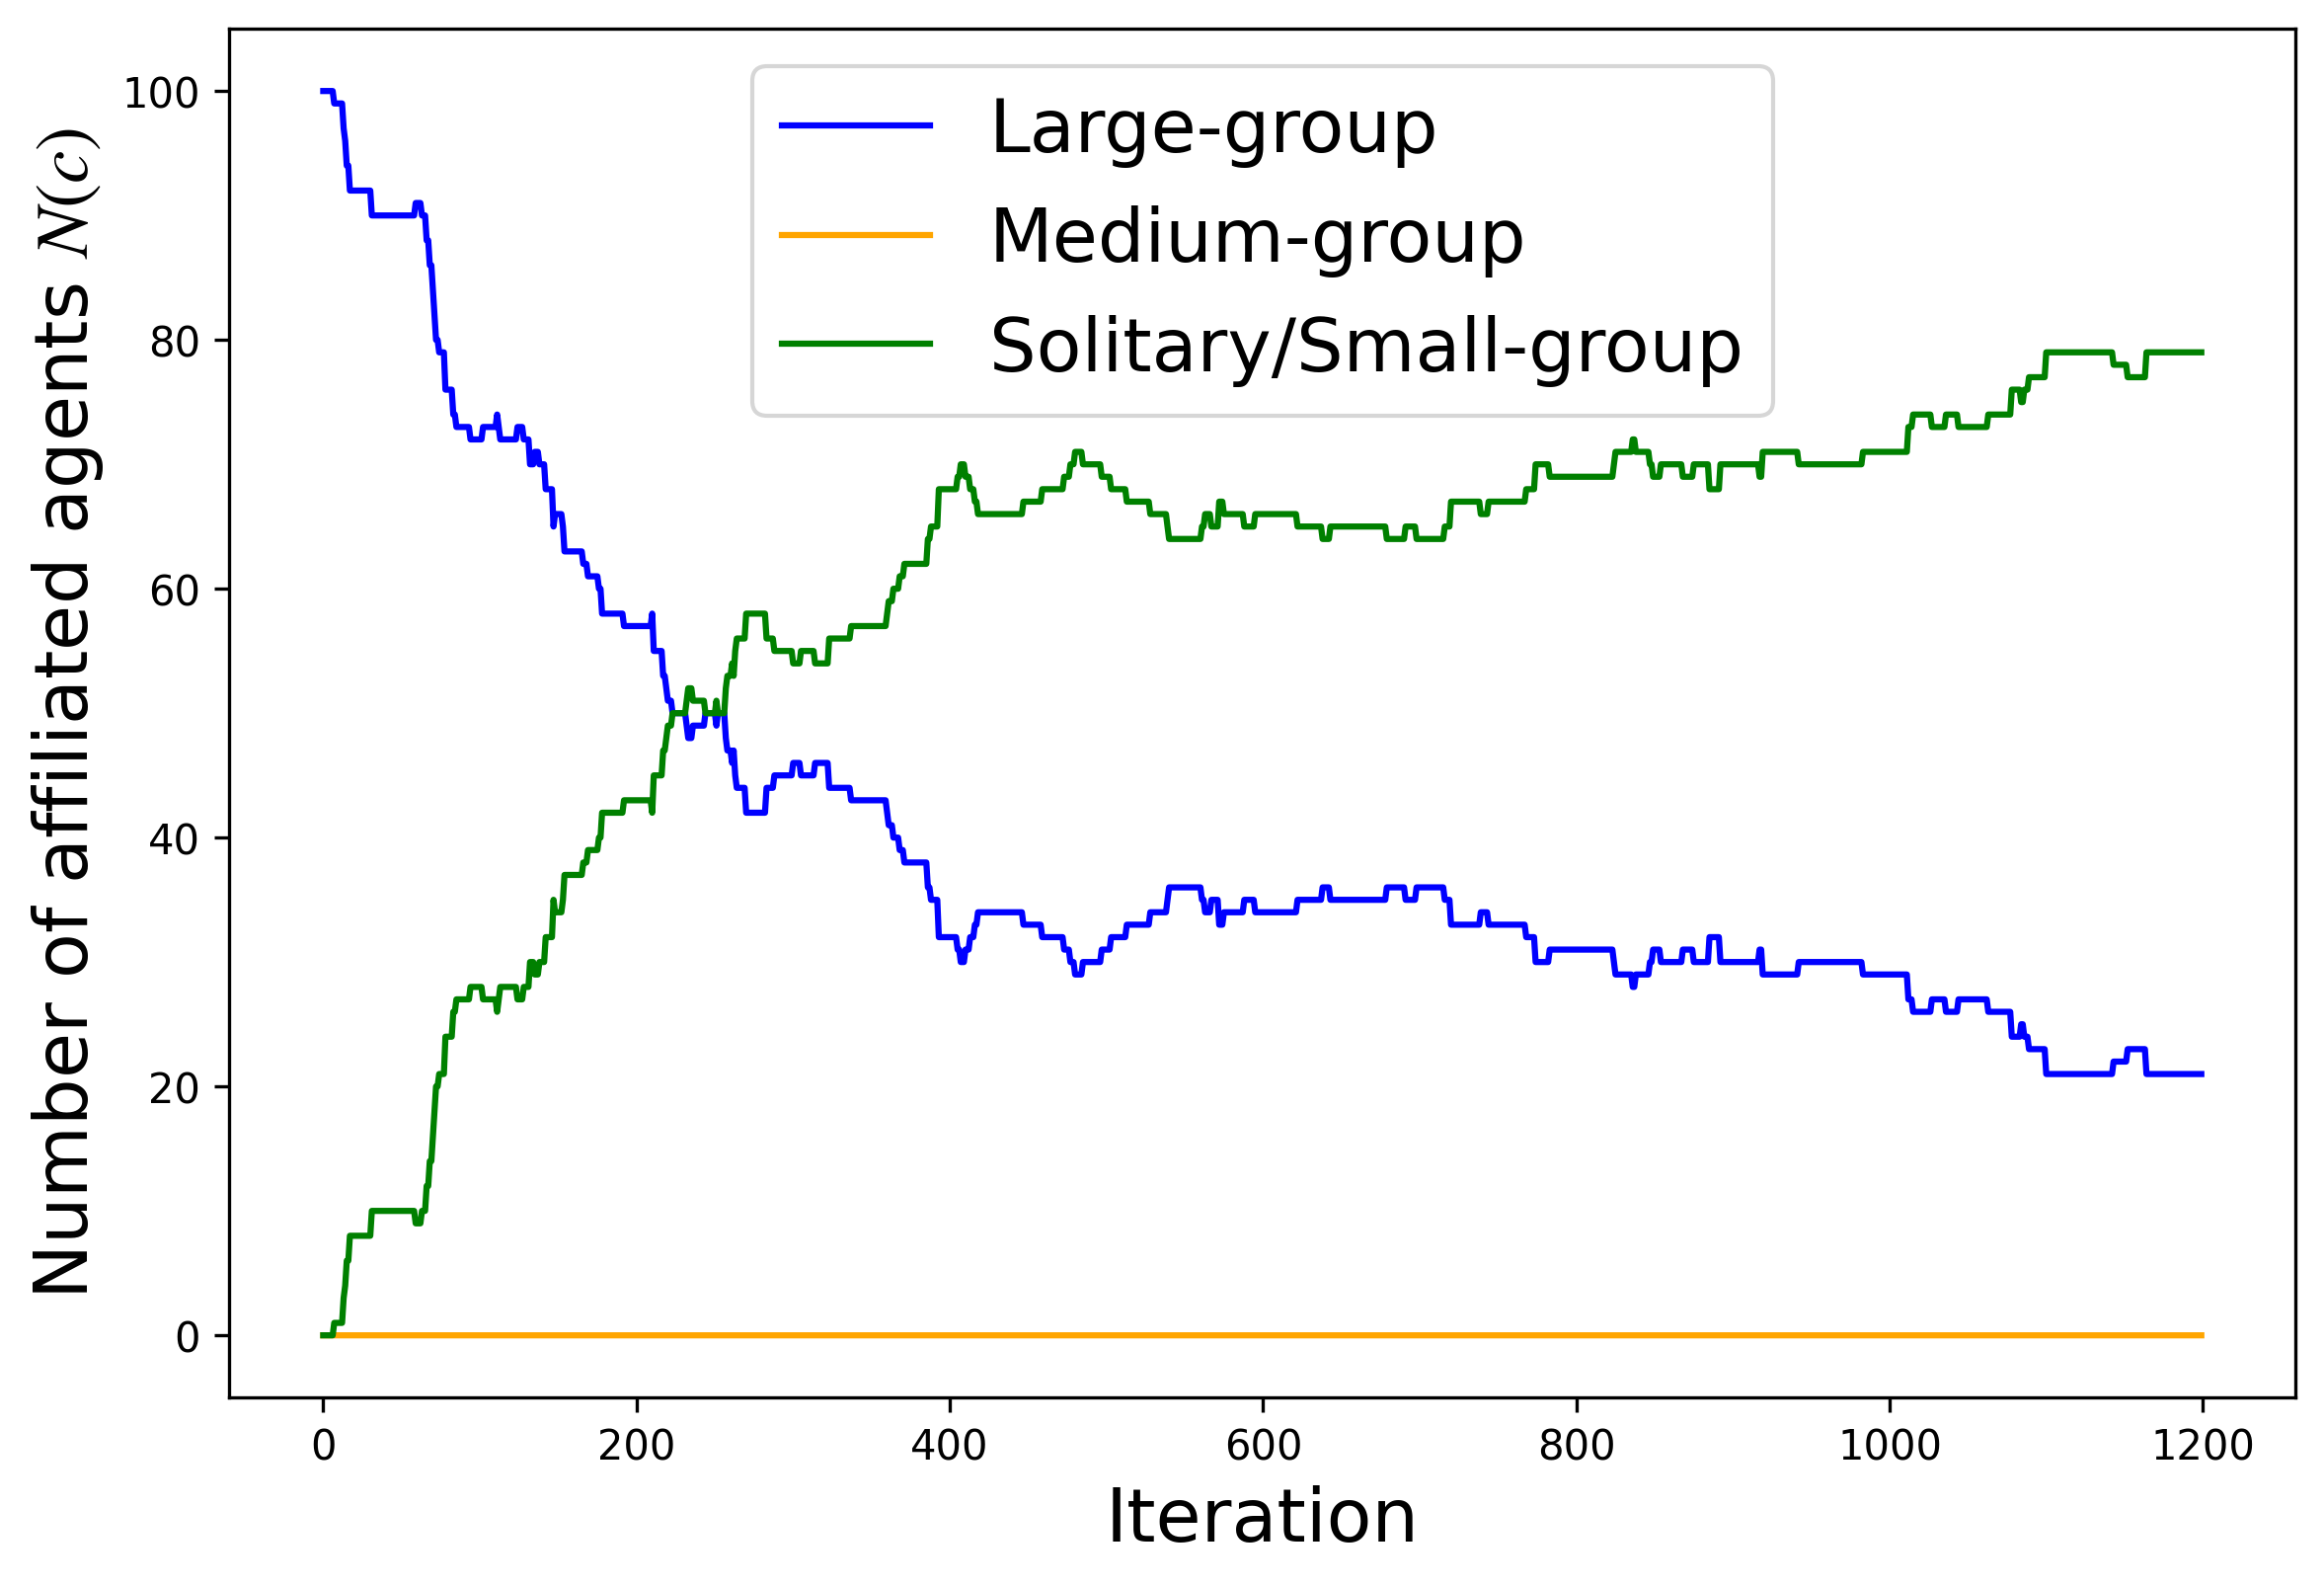 Number of affiliated agents N(c)
100
80
60
40
20
0
Large-group
Medium-group
Solitary/Small-group
0 200 400 600 800 1000 1200
Iteration